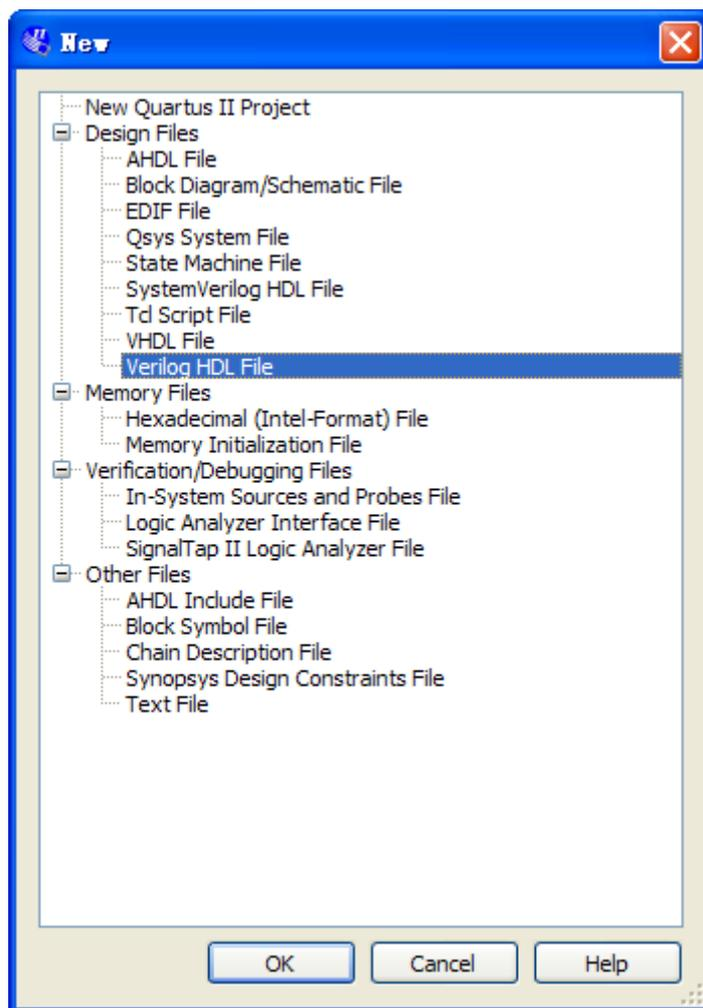 New
New Quartus II Project
Design Files
AHDL File
Block Diagram/Schematic File
EDIF File
Qsys System File
State Machine File
SystemVerilog HDL File
Tcl Script File
VHDL File
Verilog HDL File
Memory Files
Hexadecimal (Intel-Format) File
Memory Initialization File
Verification/Debugging Files
In-System Sources and Probes File
Logic Analyzer Interface File
SignalTap II Logic Analyzer File
Other Files
AHDL Include File
Block Symbol File
Chain Description File
Synopsys Design Constraints File
Text File
OK Cancel Help